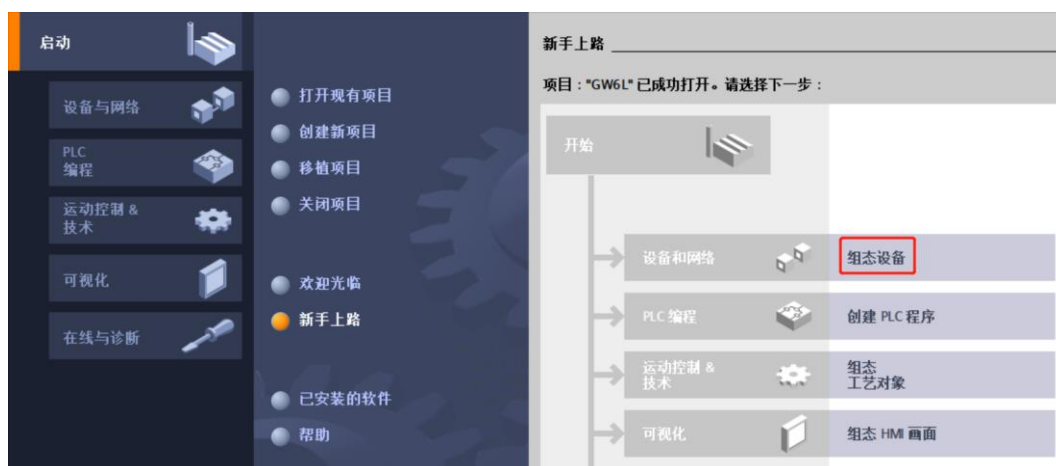 启动
设备与网络
PLC
编程
运动控制 &
技术
可视化
在线与诊断
打开现有项目
创建新项目
移植项目
关闭项目
欢迎光临
新手上路
已安装的软件
帮助
新手上路
项目："GW6L" 已成功打开。请选择下一步：
开始
设备和网络
组态设备
PLC 编程
创建 PLC 程序
运动控制 &
技术
组态
工艺对象
可视化
组态 HMI 画面